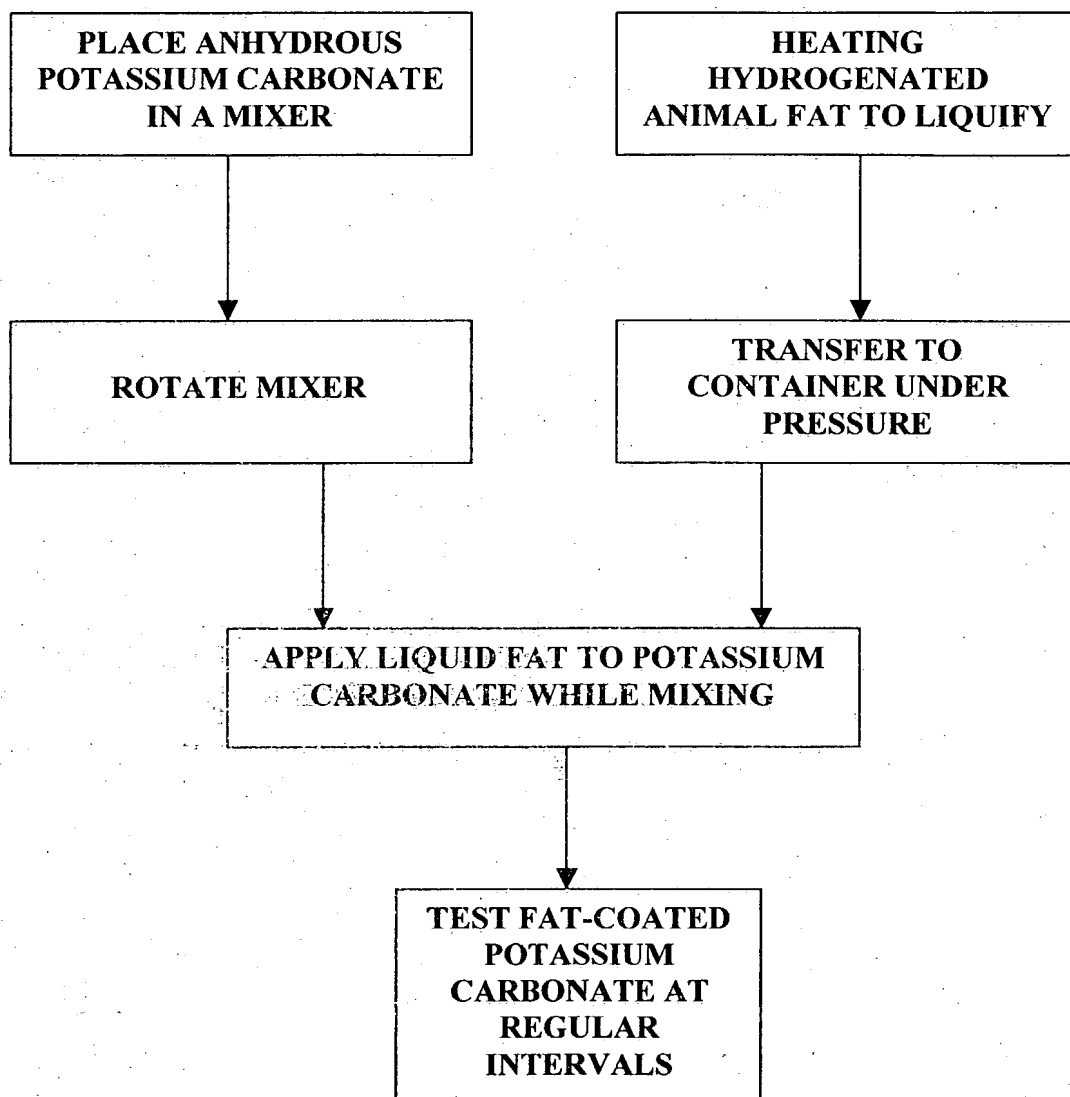 PLACE ANHYDROUS
POTASSIUM CARBONATE
IN A MIXER
HEATING
HYDROGENATED
ANIMAL FAT TO LIQUIFY
ROTATE MIXER
TRANSFER TO
CONTAINER UNDER
PRESSURE
APPLY LIQUID FAT TO POTASSIUM
CARBONATE WHILE MIXING
TEST FAT-COATED
POTASSIUM
CARBONATE AT
REGULAR
INTERVALS